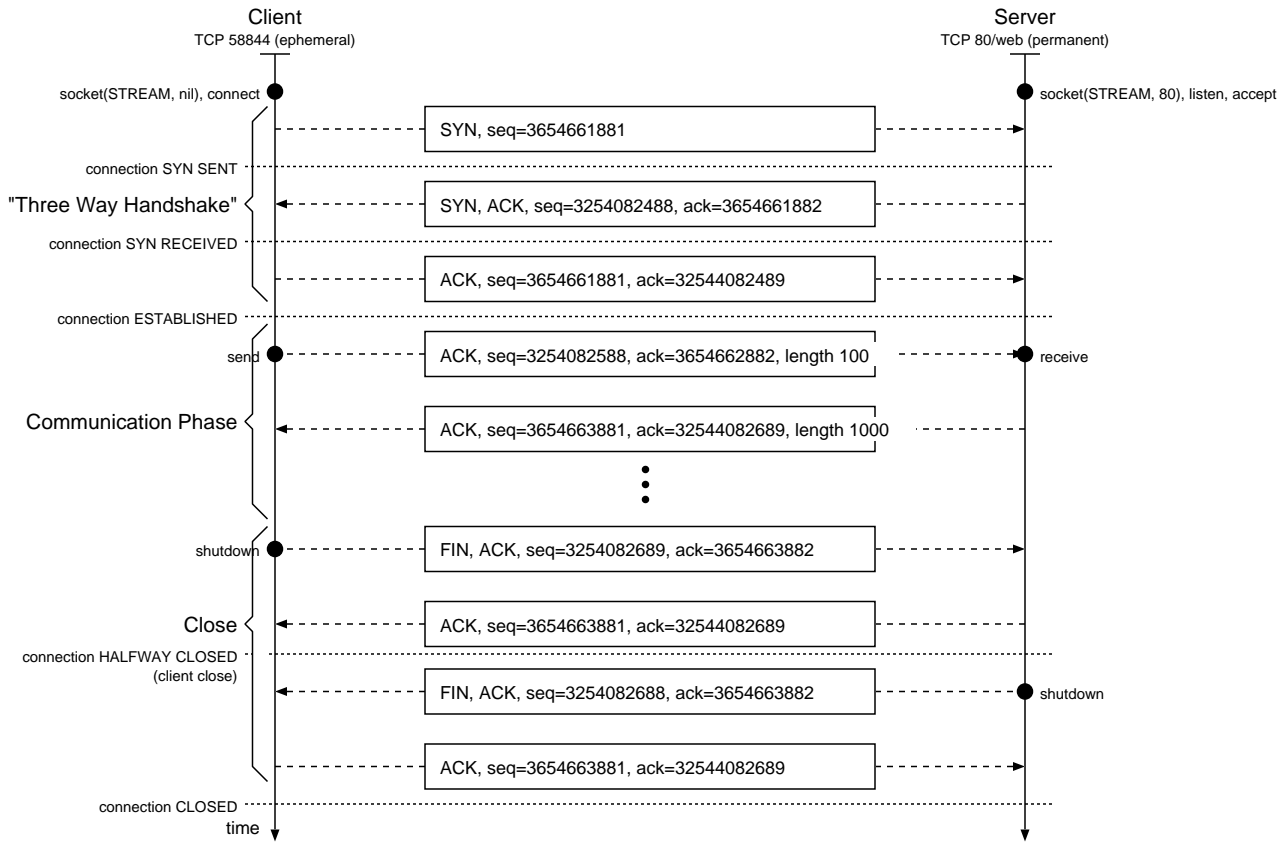 Client
Server
TCP 58844 (ephemeral)
TCP 80/web (permanent)
socket(STREAM, nil), connect
socket(STREAM, 80), listen, accept
SYN, seq=3654661881
connection SYN SENT
"Three Way Handshake"
SYN, ACK, seq=3254082488, ack=3654661882
connection SYN RECEIVED
ACK, seq=3654661881, ack=32544082489
connection ESTABLISHED
send
ACK, seq=3254082588, ack=3654662882, length 100
receive
Communication Phase
ACK, seq=3654663881, ack=32544082689, length 1000
shutdown
FIN, ACK, seq=3254082689, ack=3654663882
Close
ACK, seq=3654663881, ack=32544082689
connection HALFWAY CLOSED
(client close)
FIN, ACK, seq=3254082688, ack=3654663882
shutdown
ACK, seq=3654663881, ack=32544082689
connection CLOSED
time